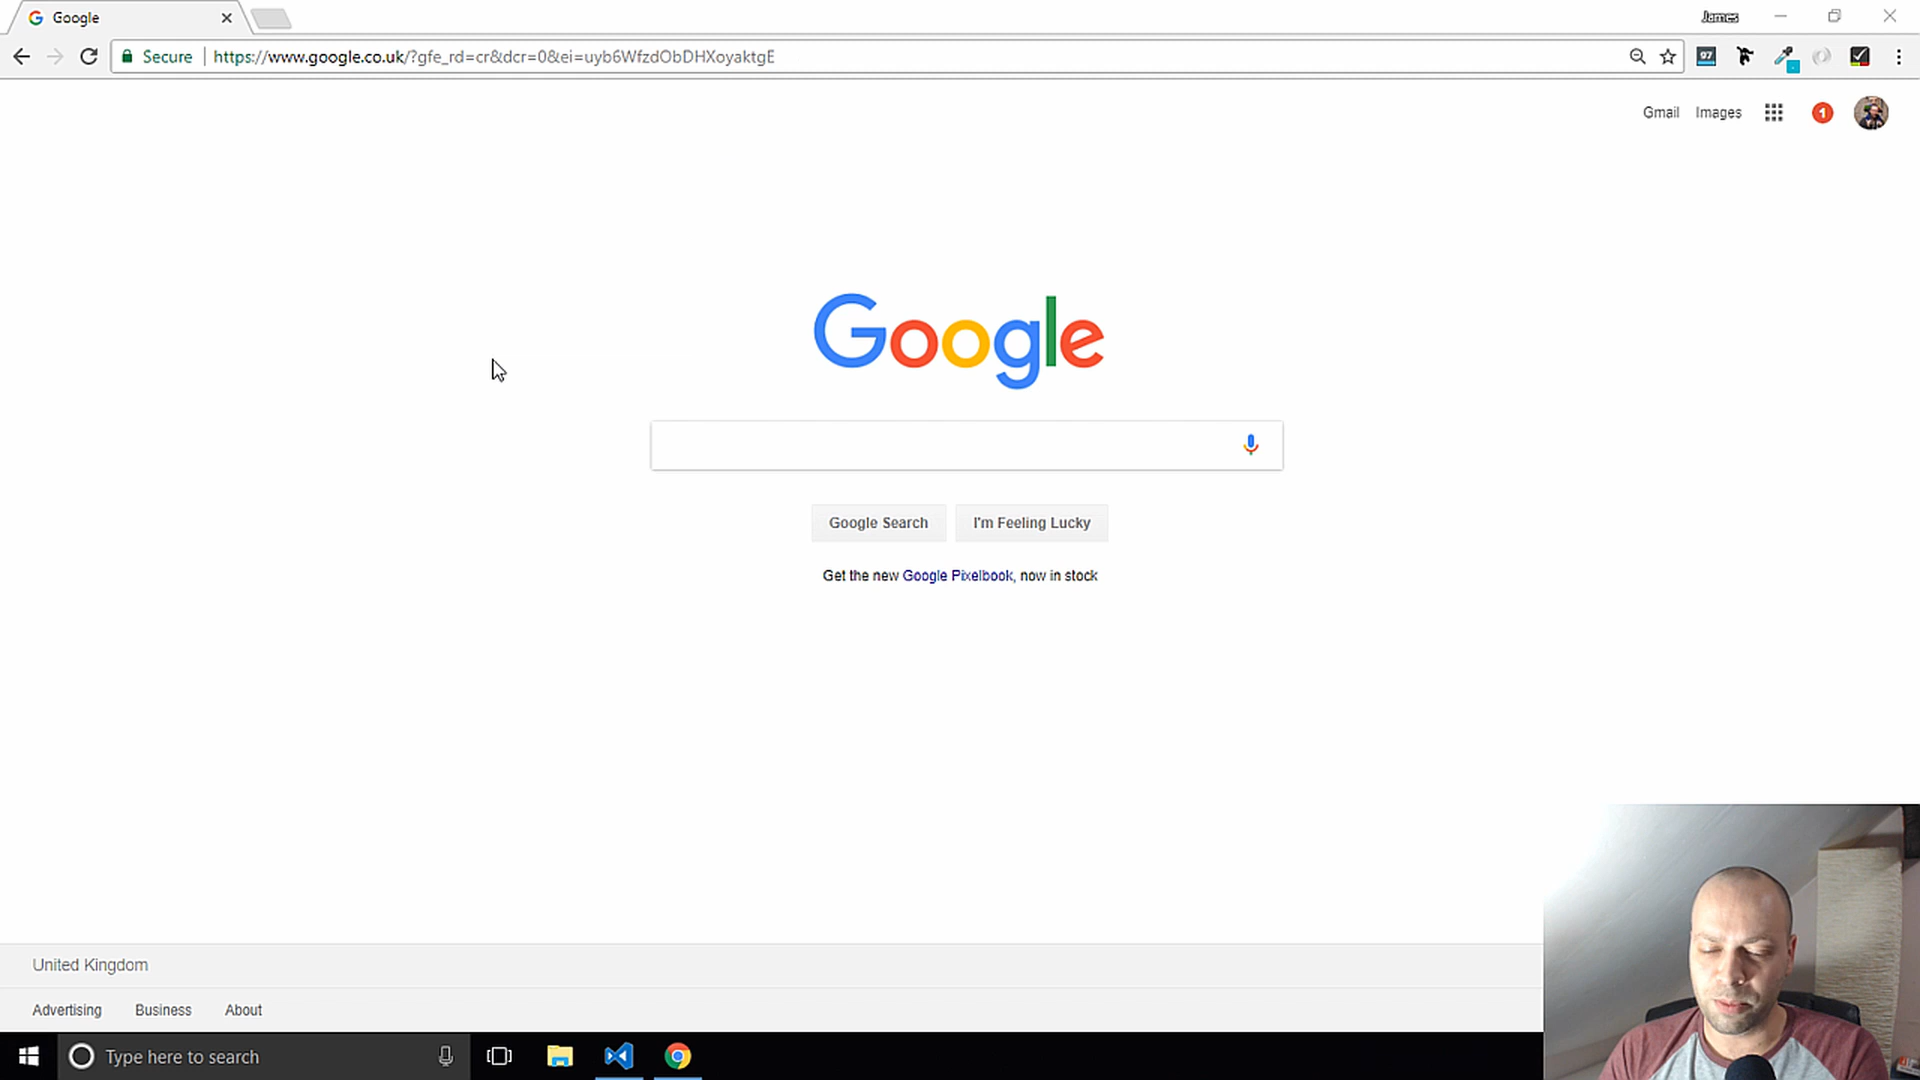 Google
James
Secure
https://www.google.co.uk/?gfe_rd=cr&dcr=0&ei=uyb6WfzdObDHXoyaktgE
97
Gmail Images 1
Google
Google Search I'm Feeling Lucky
Get the new Google Pixelbook, now in stock
United Kingdom
Advertising Business About
Type here to search